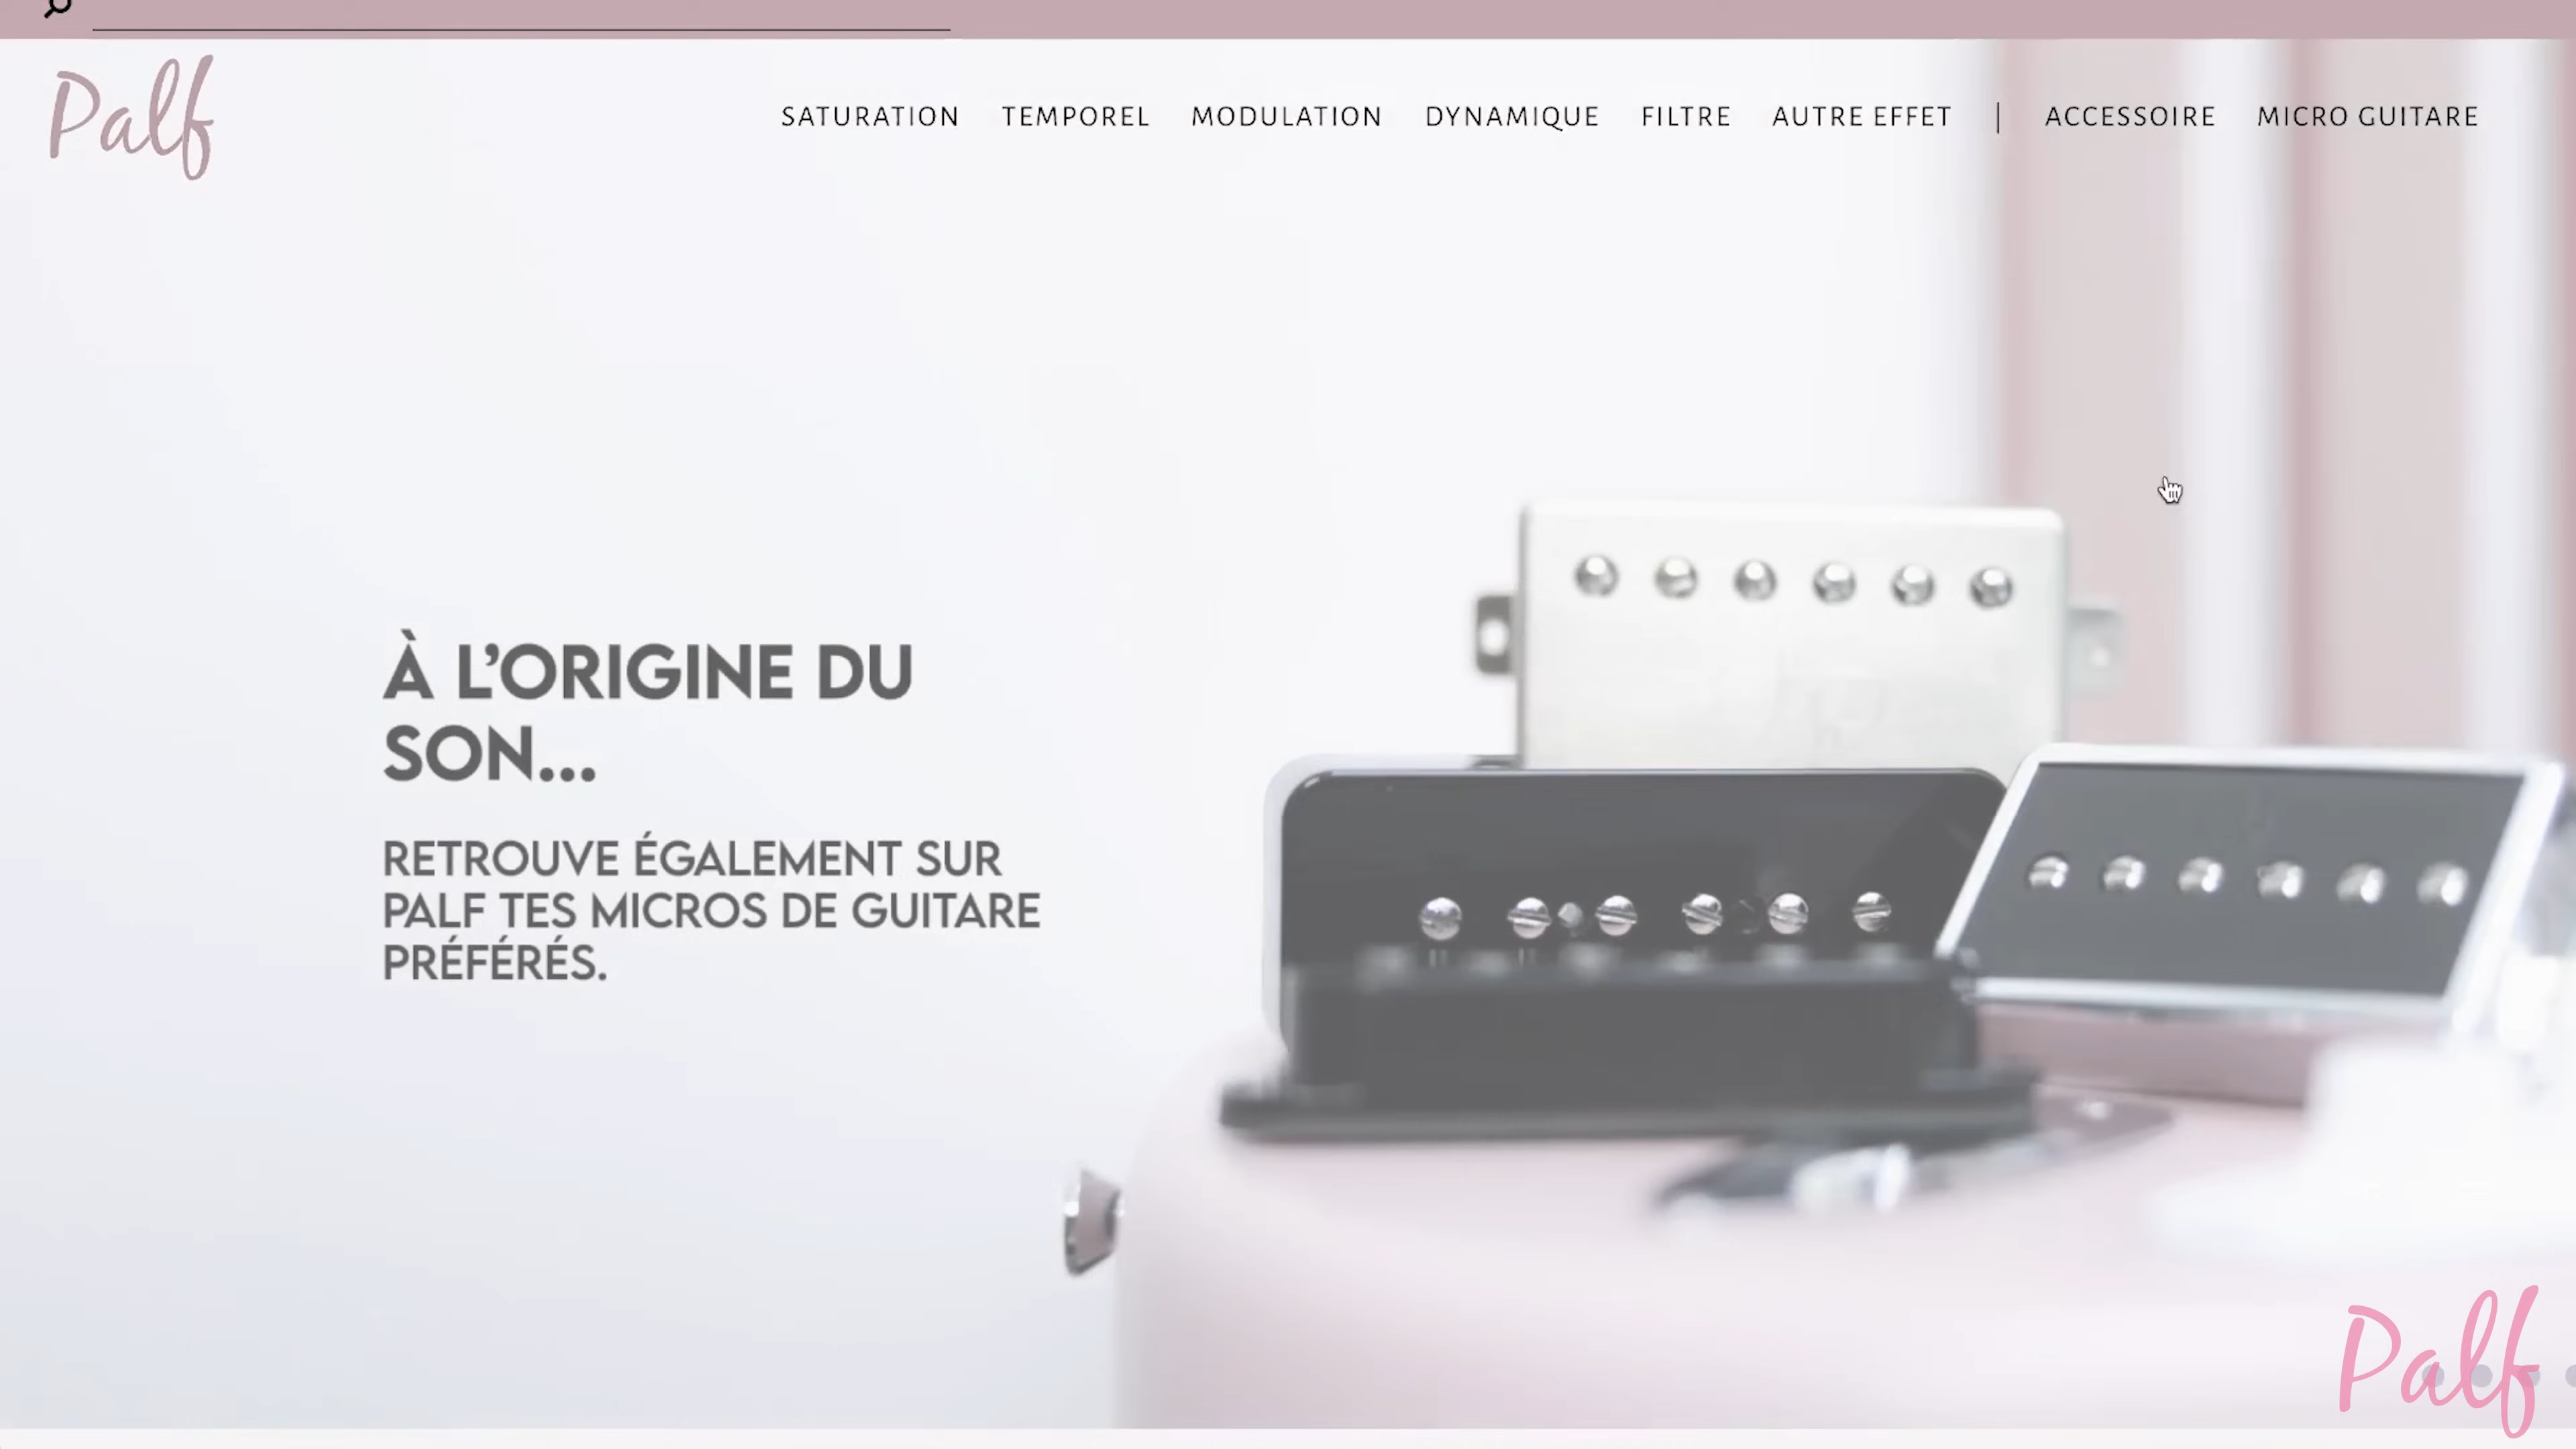 Palf
SATURATION TEMPOREL MODULATION DYNAMIQUE FILTRE AUTRE EFFET | ACCESSOIRE MICRO GUITARE
À L’ORIGINE DU
SON...
RETROUVE ÉGALEMENT SUR
PALF TES MICROS DE GUITARE
PRÉFÉRÉS.
Palf